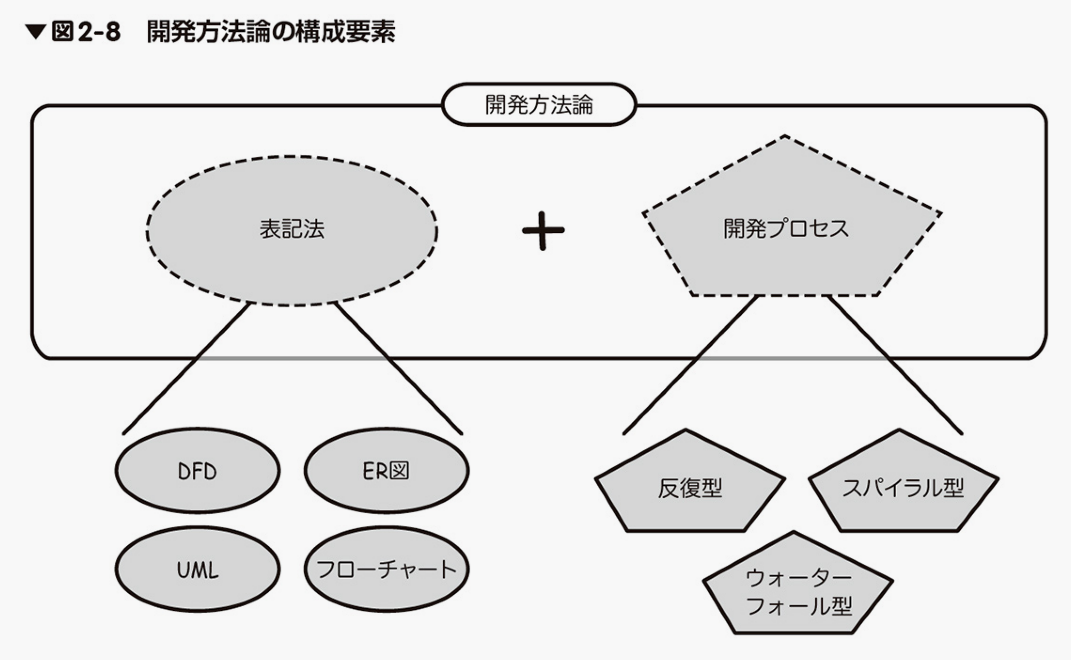 ▼図2-8 開発方法論の構成要素
開発方法論
表記法
+
開発プロセス
DFD
ER図
UML
フローチャート
反復型
スパイラル型
ウォーター
フォール型